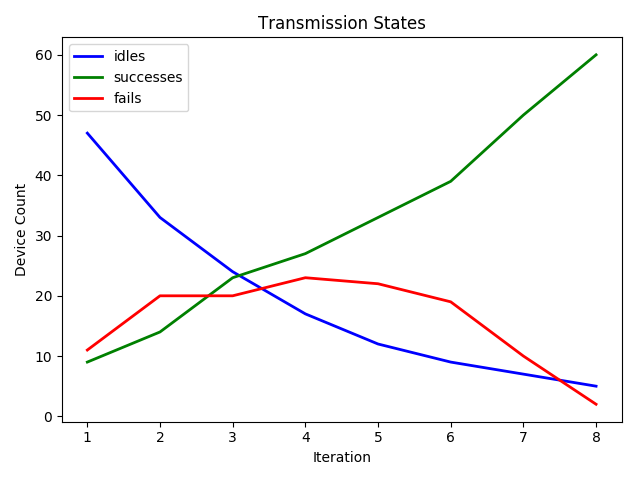 Transmission States
idles
successes
fails
Device Count
60
50
40
30
20
10
0
1 2 3 4 5 6 7 8
Iteration